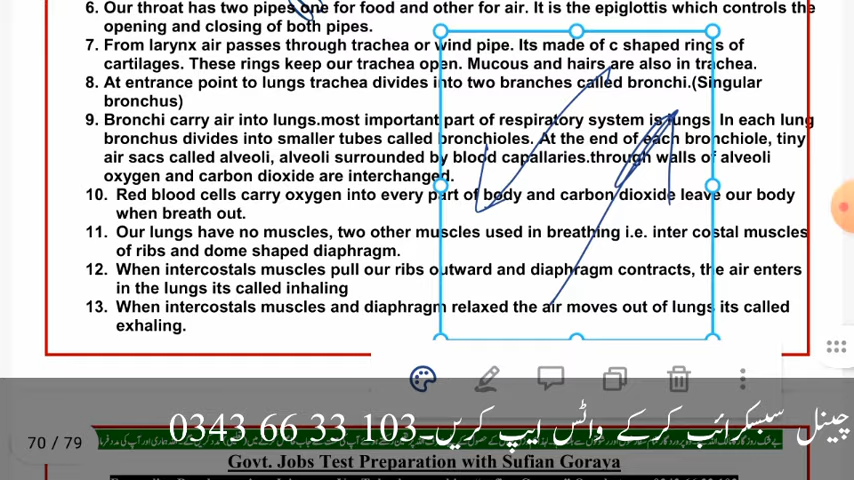 6. Our throat has two pipes one for food and other for air. It is the epiglottis which controls the
opening and closing of both pipes.
7. From larynx air passes through trachea or wind pipe. Its made of c shaped rings of
cartilages. These rings keep our trachea open. Mucous and hairs are also in trachea.
8. At entrance point to lungs trachea divides into two branches called bronchi.(Singular
bronchus)
9. Bronchi carry air into lungs.most important part of respiratory system is lungs. In each lung
bronchus divides into smaller tubes called bronchioles. At the end of each bronchiole, tiny
air sacs called alveoli, alveoli surrounded by blood capallaries.through walls of alveoli
oxygen and carbon dioxide are interchanged.
10. Red blood cells carry oxygen into every part of body and carbon dioxide leave our body
when breath out.
11. Our lungs have no muscles, two other muscles used in breathing i.e. inter costal muscles
of ribs and dome shaped diaphragm.
12. When intercostals muscles pull our ribs outward and diaphragm contracts, the air enters
in the lungs its called inhaling
13. When intercostals muscles and diaphragm relaxed the air moves out of lungs its called
exhaling.
چینل سبسکرائب کرکے واٹس ایپ کریں۔0343 66 33 103
70 / 79
Govt. Jobs Test Preparation with Sufian Goraya